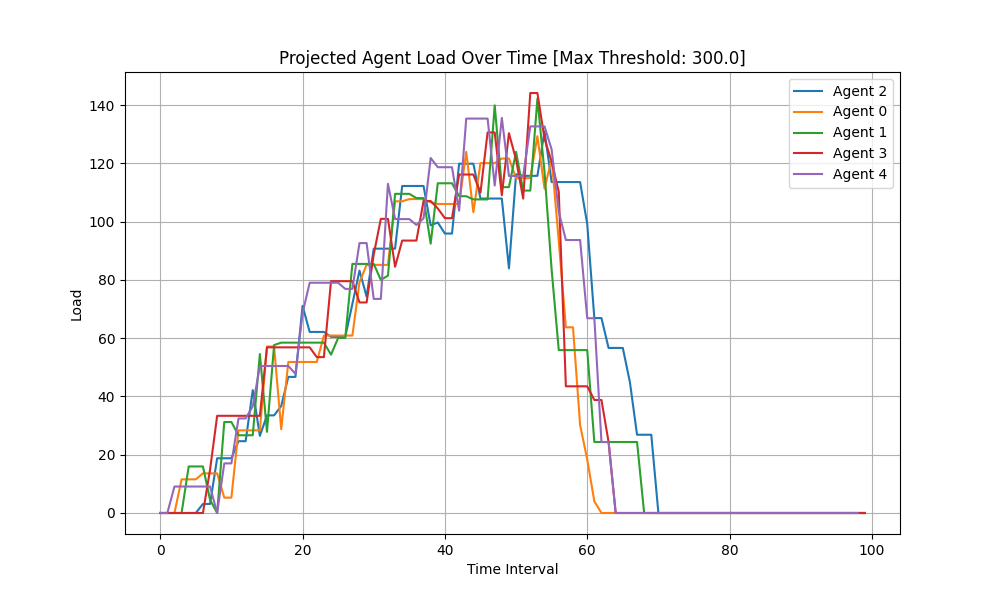 Projected Agent Load Over Time [Max Threshold: 300.0]
Load
140
120
100
80
60
40
20
0
Agent 2
Agent 0
Agent 1
Agent 3
Agent 4
0 20 40 60 80 100
Time Interval